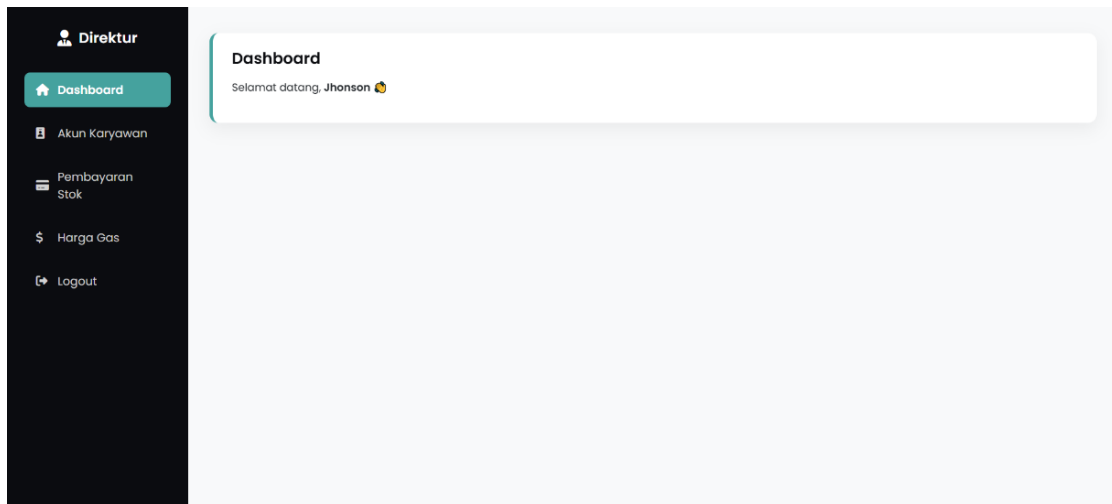 Direktur
Dashboard
Akun Karyawan
Pembayaran
Stok
$ Harga Gas
Logout
Dashboard
Selamat datang, Jhonson 👏